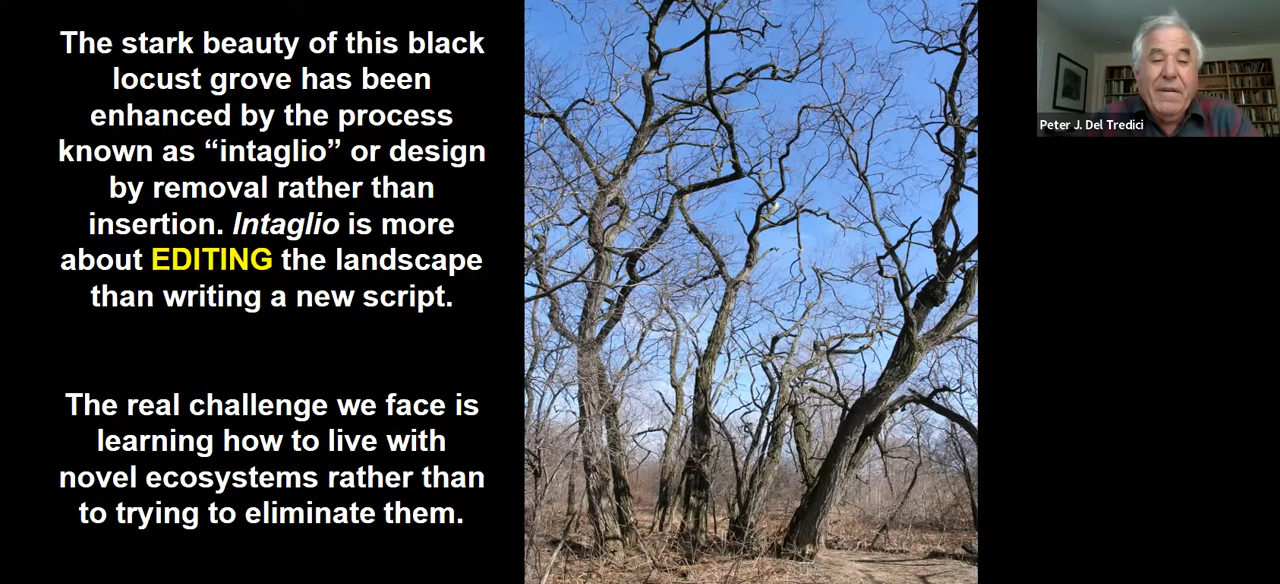 The stark beauty of this black
locust grove has been
enhanced by the process
known as “intaglio” or design
by removal rather than
insertion. Intaglio is more
about EDITING the landscape
than writing a new script.
The real challenge we face is
learning how to live with
novel ecosystems rather than
to trying to eliminate them.
Peter J. Del Tredici